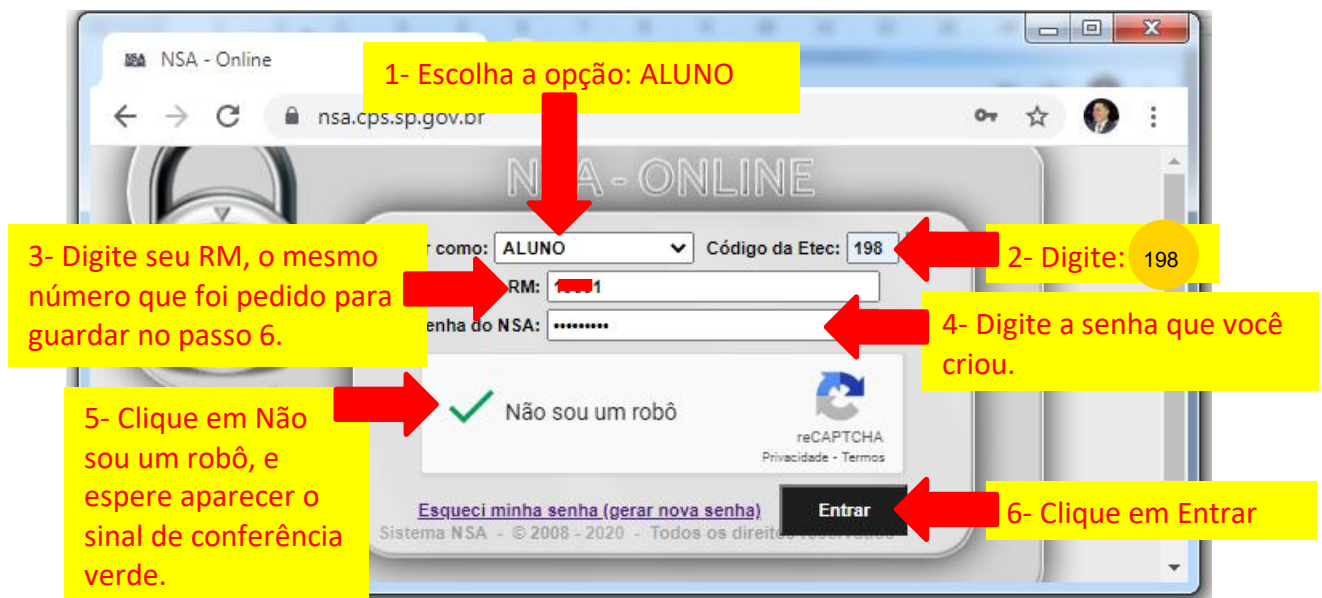 NSA - Online
1- Escolha a opção: ALUNO
nsa.cps.sp.gov.br
ONLINE
3- Digite seu RM, o mesmo
número que foi pedido para
guardar no passo 6.
como: ALUNO Código da Etec: 198
2- Digite: 198
RM:
do NSA:
4- Digite a senha que você
criou.
5- Clique em Não
sou um robô, e
espere aparecer o
sinal de conferência
verde.
Não sou um robô
reCAPTCHA
Privacidade - Termos
Esqueci minha senha (gerar nova senha) Entrar
6- Clique em Entrar
Sistema NSA - © 2008 - 2020 - Todos os